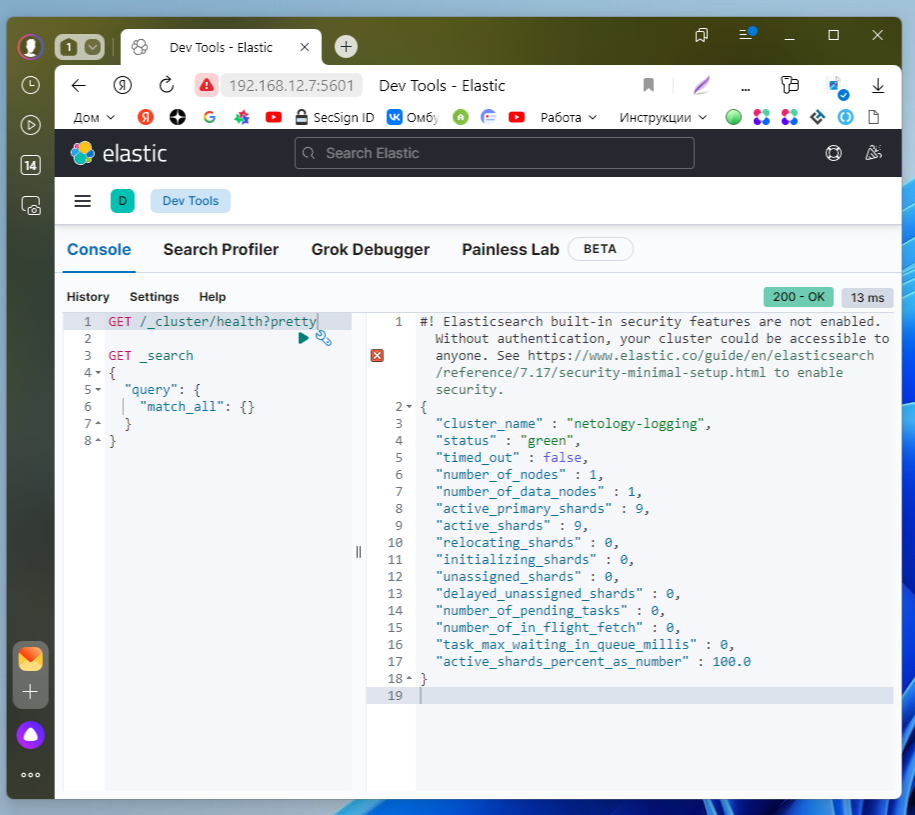 1
Dev Tools - Elastic
192.168.12.7:5601
Dev Tools - Elastic
Дом
SecSign ID
Омбу
Работа
Инструкции
14
elastic
Search Elastic
D
Dev Tools
Console
Search Profiler
Grok Debugger
Painless Lab
BETA
History
Settings
Help
200 - OK
13 ms
1 GET /_cluster/health?pretty
2
3 GET _search
4 {
5 "query": {
6 "match_all": {}
7 }
8 }
1 #! Elasticsearch built-in security features are not enabled.
Without authentication, your cluster could be accessible to
anyone. See https://www.elastic.co/guide/en/elasticsearch
/reference/7.17/security-minimal-setup.html to enable
security.
2 {
3 "cluster_name" : "netology-logging",
4 "status" : "green",
5 "timed_out" : false,
6 "number_of_nodes" : 1,
7 "number_of_data_nodes" : 1,
8 "active_primary_shards" : 9,
9 "active_shards" : 9,
10 "relocating_shards" : 0,
11 "initializing_shards" : 0,
12 "unassigned_shards" : 0,
13 "delayed_unassigned_shards" : 0,
14 "number_of_pending_tasks" : 0,
15 "number_of_in_flight_fetch" : 0,
16 "task_max_waiting_in_queue_millis" : 0,
17 "active_shards_percent_as_number" : 100.0
18 }
19